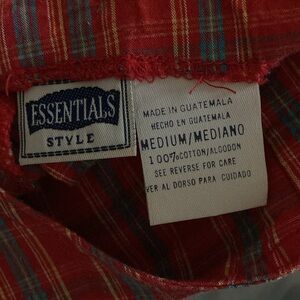 ESSENTIALS
STYLE
MADE IN GUATEMALA
HECHO EN GUATEMALA
MEDIUM/MEDIANO
100% COTTON/ALGODON
SEE REVERSE FOR CARE
VER AL DORSO PARA CUIDADO